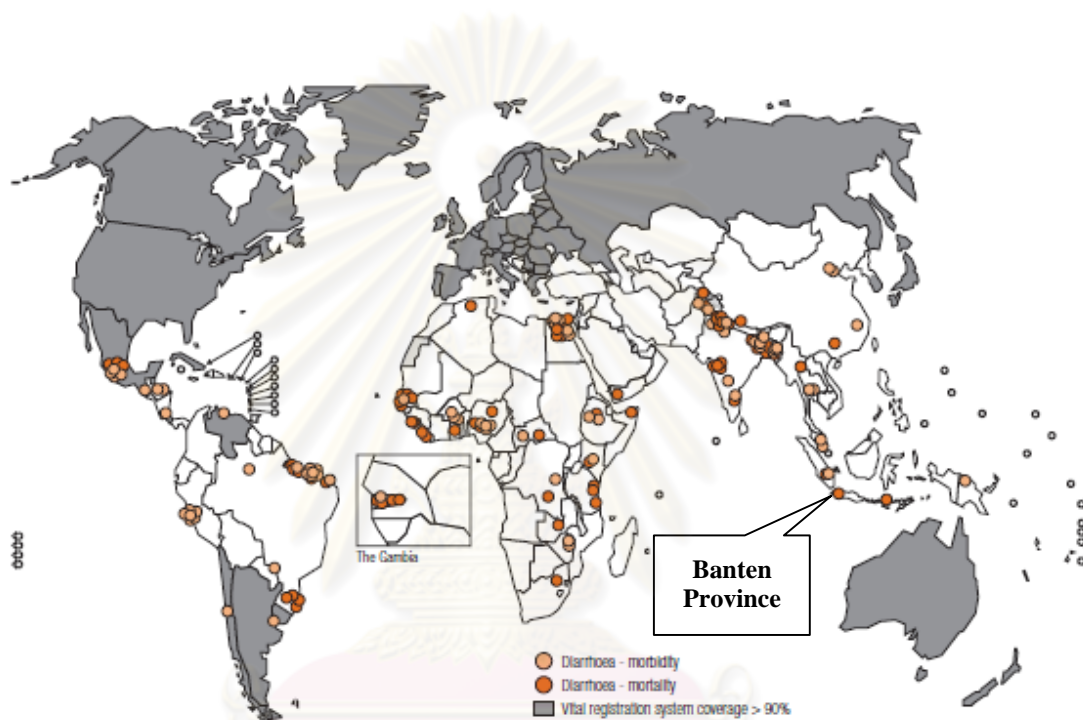 The Gambia
Banten
Province
Diarrhoea - morbidity
Diarrhoea - mortality
Vital registration system coverage > 90%